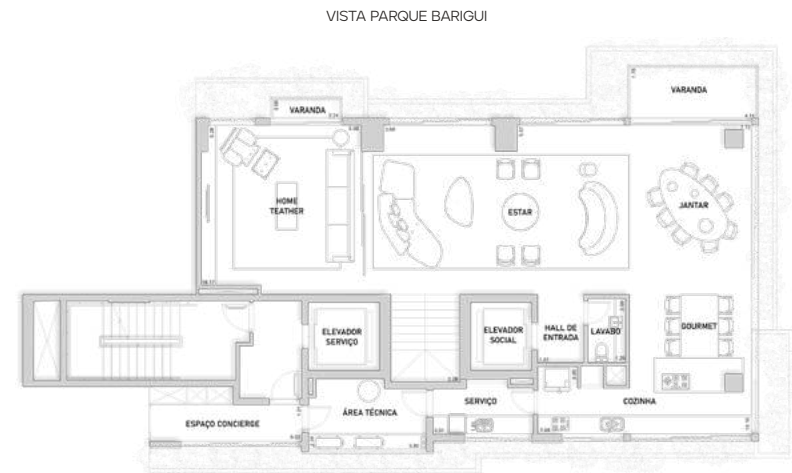 VISTA PARQUE BARIGUI
VARANDA
VARANDA
HOME
TEATHER
ESTAR
JANTAR
ELEVADOR
SERVIÇO
ELEVADOR
SOCIAL
HALL DE
ENTRADA
LAVABO
GOURMET
ESPAÇO CONCIERGE
ÁREA TÉCNICA
SERVIÇO
COZINHA